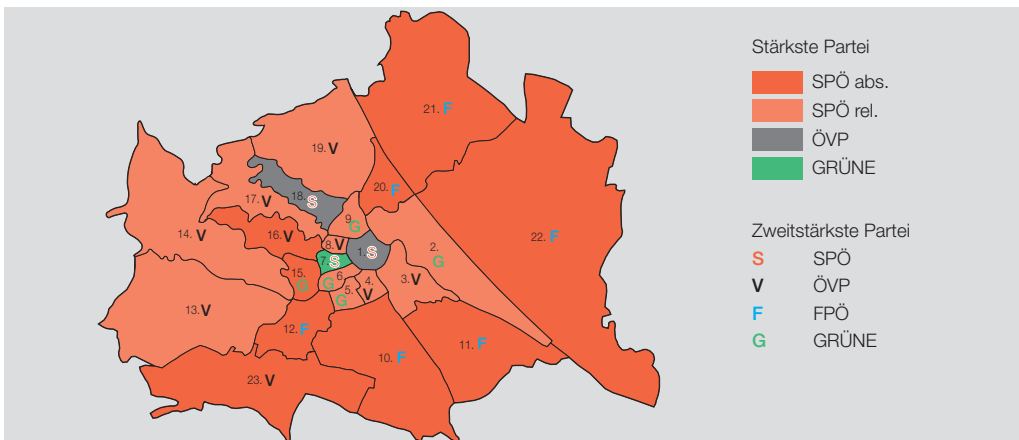 Stärkste Partei
SPÖ abs.
SPÖ rel.
ÖVP
GRÜNE
Zweitstärkste Partei
S SPÖ
V ÖVP
F FPÖ
G GRÜNE
21. F
19. V
20. F
18. S
17. V
9. G
14. V
16. V
8. V
1. S
2. G
22. F
7. S
15. G
6. G
5. G
4. V
3. V
13. V
12. F
11. F
10. F
23. V